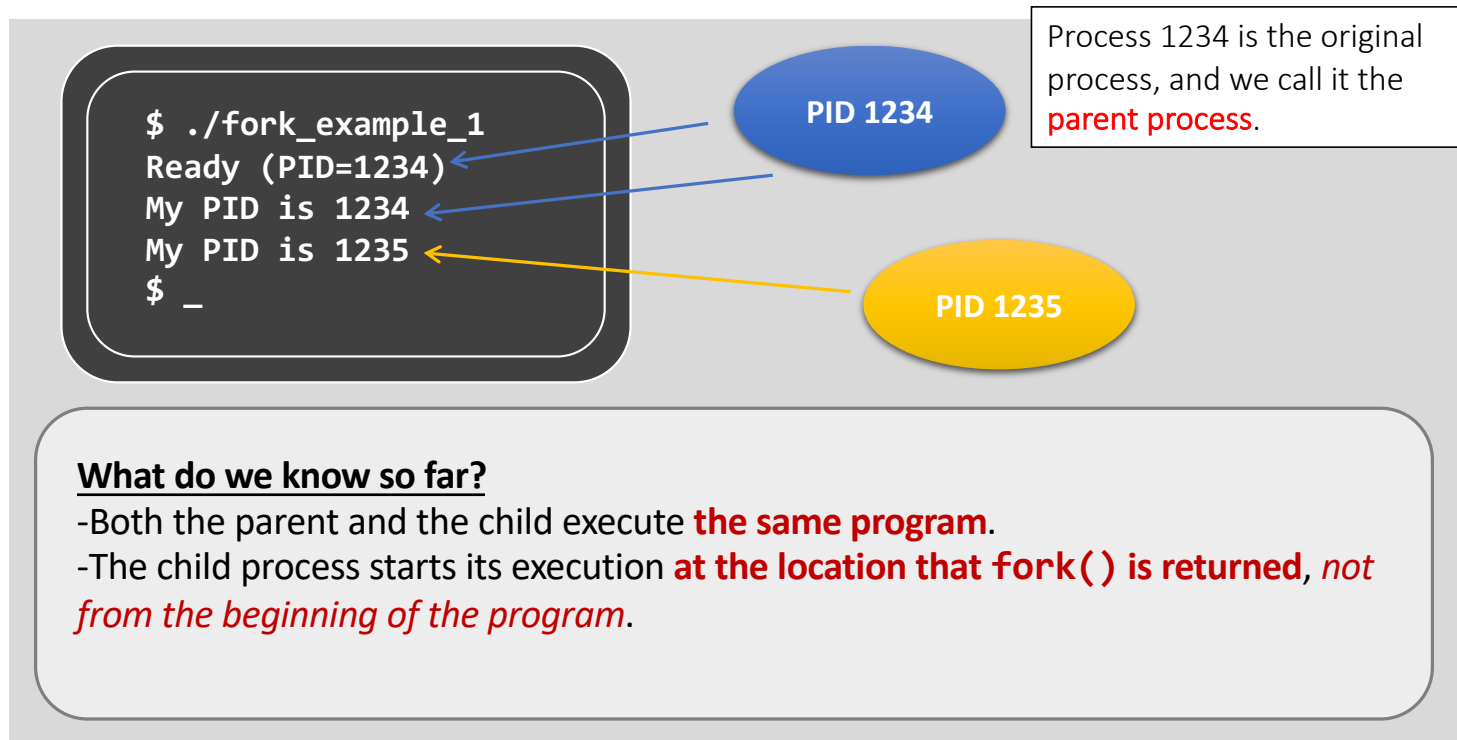 $ ./fork_example_1
Ready (PID=1234)
My PID is 1234
My PID is 1235
$ _
PID 1234
Process 1234 is the original
process, and we call it the
parent process.
PID 1235
What do we know so far?
-Both the parent and the child execute the same program.
-The child process starts its execution at the location that fork() is returned, not
from the beginning of the program.